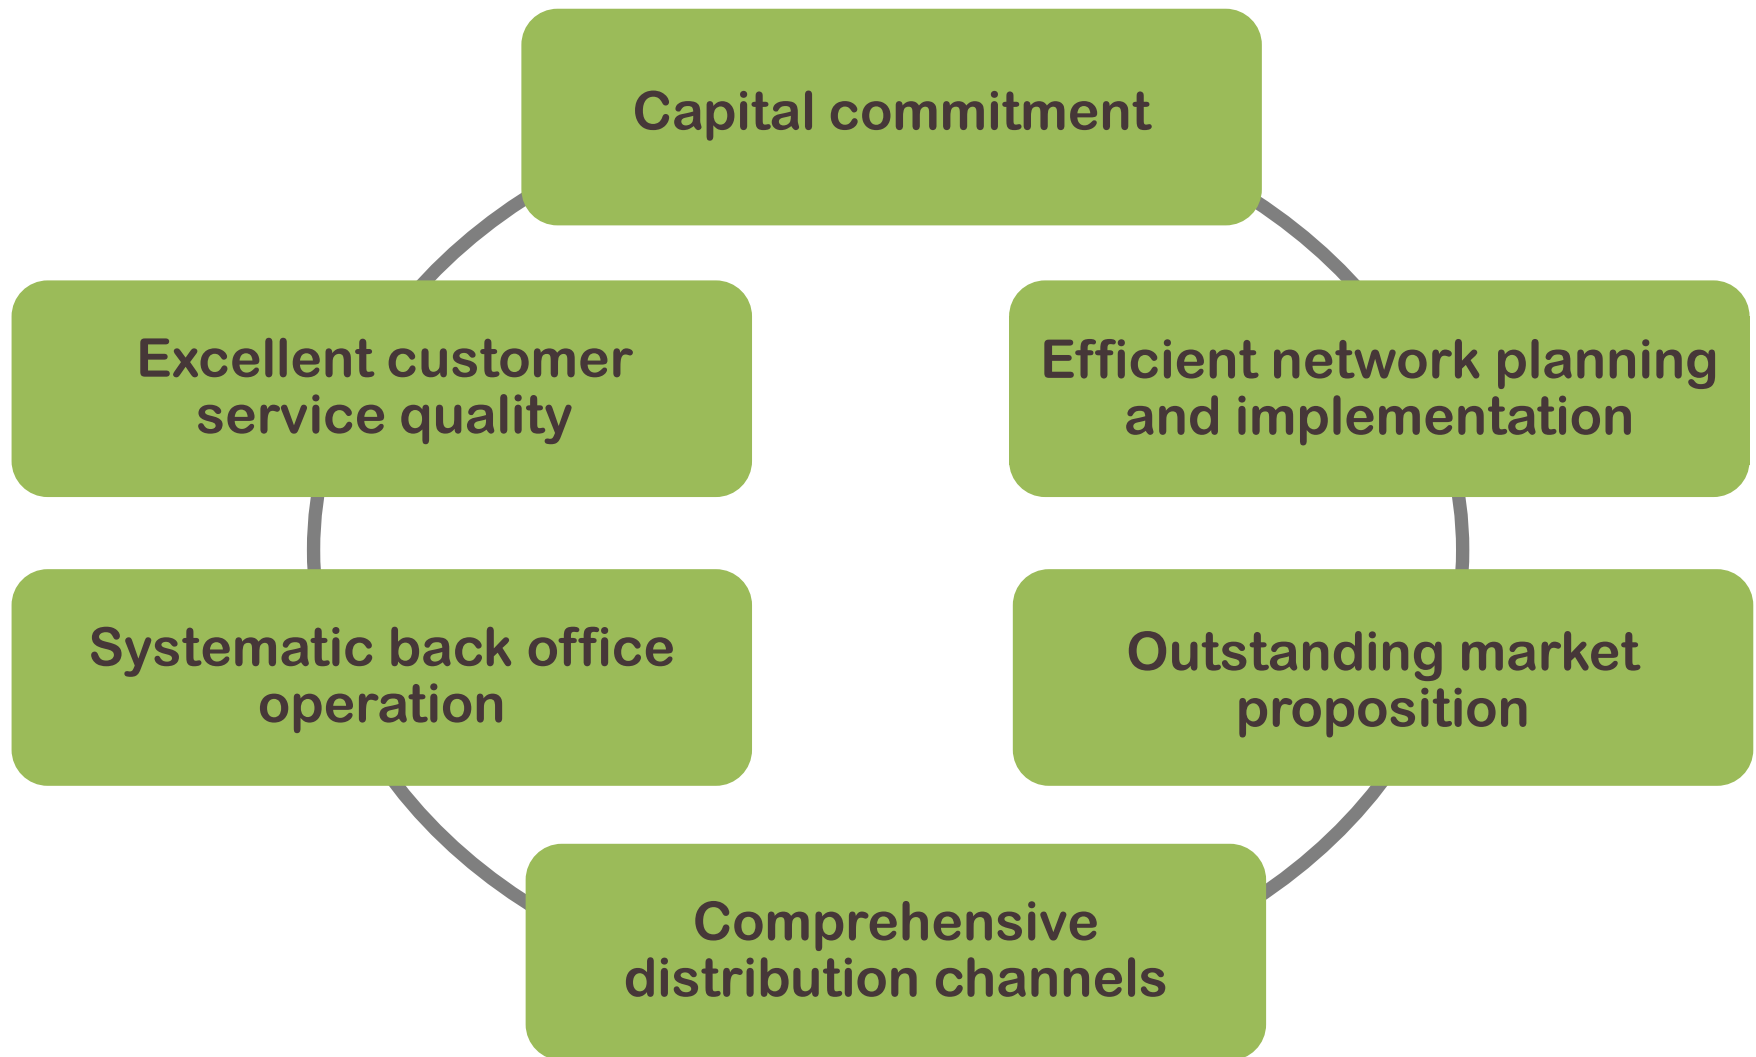 Capital commitment
Excellent customer
service quality
Efficient network planning
and implementation
Systematic back office
operation
Outstanding market
proposition
Comprehensive
distribution channels